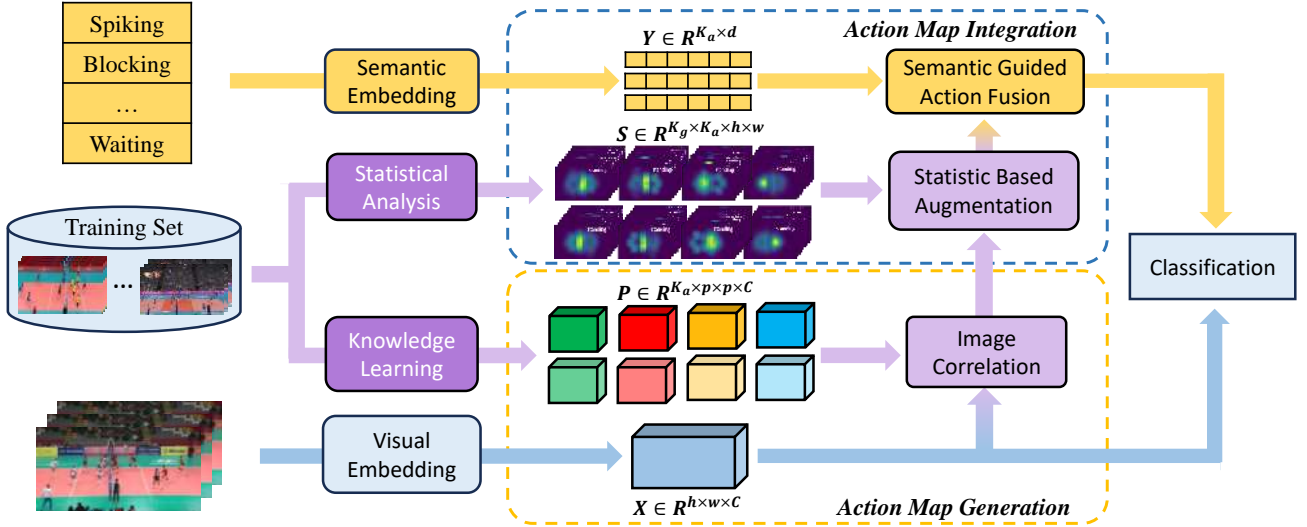 Spiking
Blocking
...
Waiting
Semantic
Embedding
Y ∈ R^{K_a×d}
Action Map Integration
Semantic Guided
Action Fusion
S ∈ R^{K_g×K_a×h×w}
Statistical
Analysis
Statistic Based
Augmentation
Training Set
...
Classification
P ∈ R^{K_a×p×p×C}
Knowledge
Learning
Image
Correlation
Visual
Embedding
X ∈ R^{h×w×C}
Action Map Generation